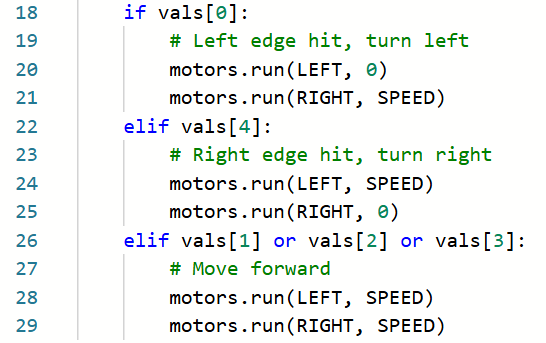 18 if vals[0]:
19 # Left edge hit, turn left
20 motors.run(LEFT, 0)
21 motors.run(RIGHT, SPEED)
22 elif vals[4]:
23 # Right edge hit, turn right
24 motors.run(LEFT, SPEED)
25 motors.run(RIGHT, 0)
26 elif vals[1] or vals[2] or vals[3]:
27 # Move forward
28 motors.run(LEFT, SPEED)
29 motors.run(RIGHT, SPEED)